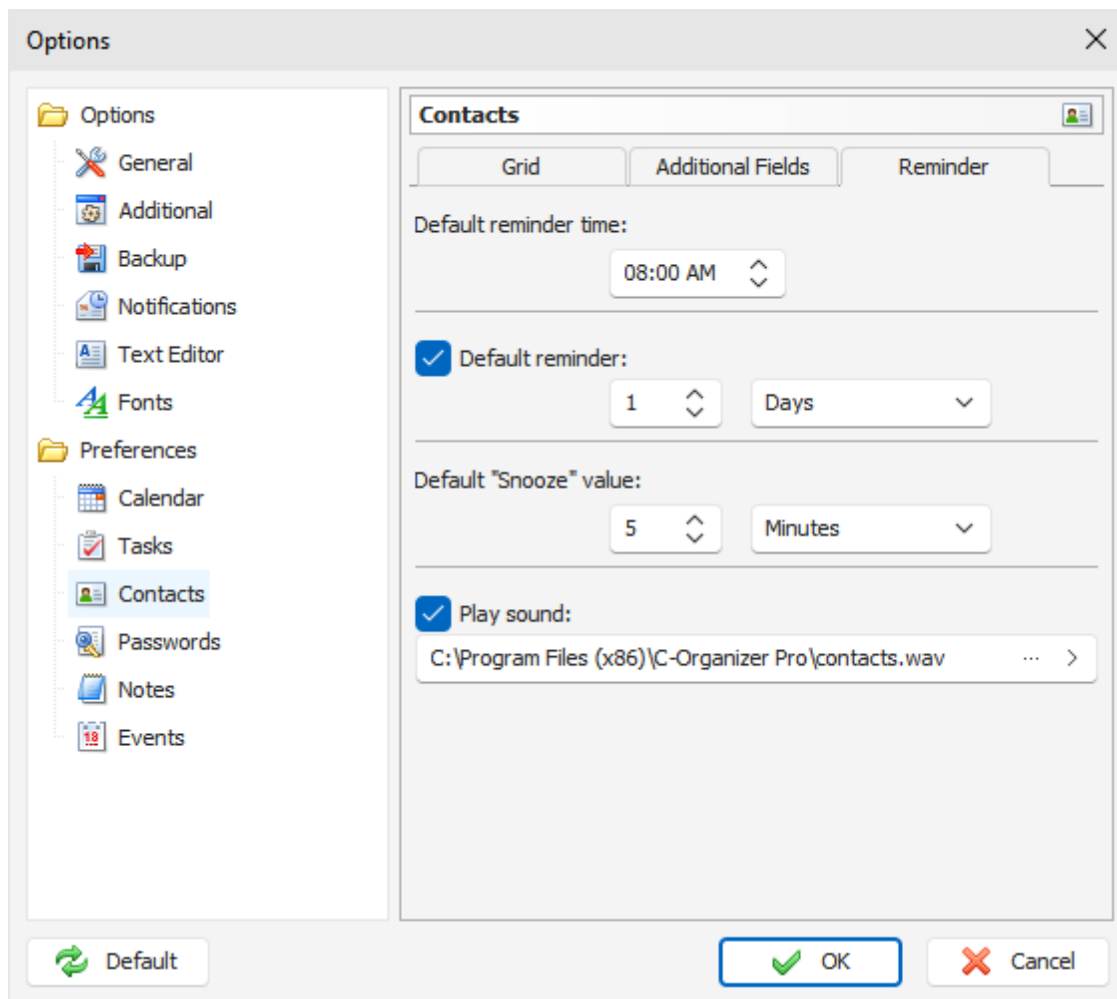 Options
Options
General
Additional
Backup
Notifications
Text Editor
Fonts
Preferences
Calendar
Tasks
Contacts
Passwords
Notes
Events
Contacts
Grid Additional Fields Reminder
Default reminder time:
08:00 AM
Default reminder:
1 Days
Default "Snooze" value:
5 Minutes
Play sound:
C:\Program Files (x86)\C-Organizer Pro\contacts.wav ...
Default OK Cancel